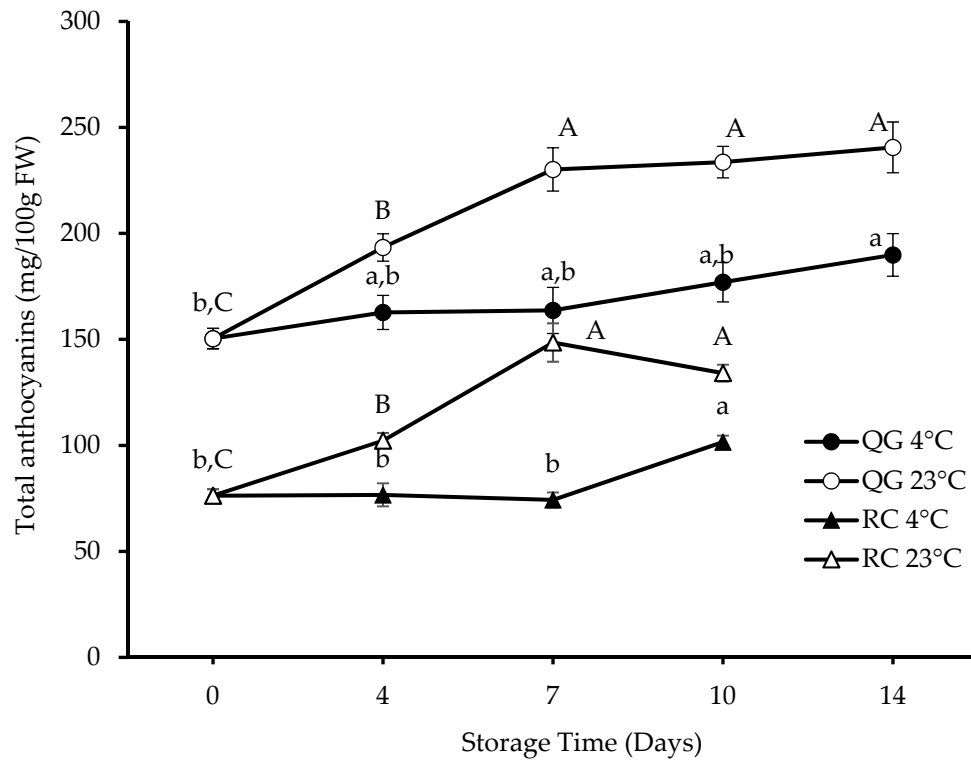 Total anthocyanins (mg/100g FW)
300
250
200
150
100
50
0
A
A
A
B
a
a,b
a,b
a,b
b,C
A
A
B
a
b,C
b
b
QG 4°C
QG 23°C
RC 4°C
RC 23°C
0 4 7 10 14
Storage Time (Days)